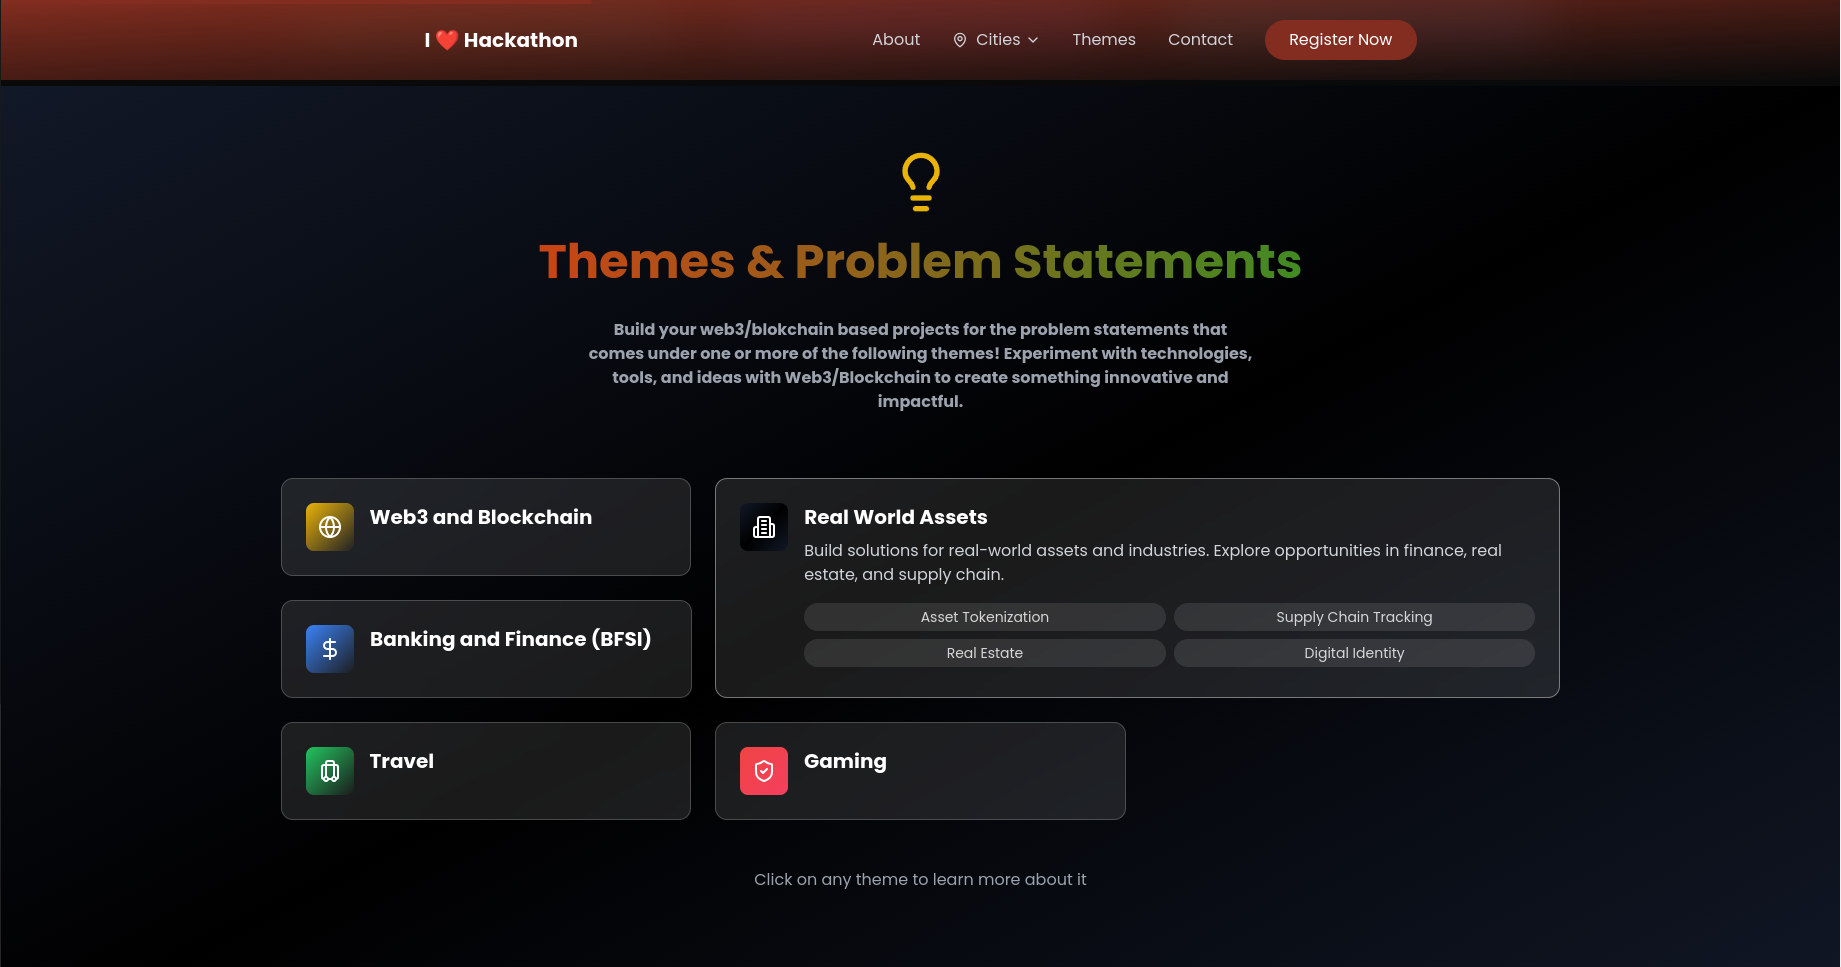 I ❤️ Hackathon
About
Cities
Themes
Contact
Register Now
Themes & Problem Statements
Build your web3/blokchain based projects for the problem statements that
comes under one or more of the following themes! Experiment with technologies,
tools, and ideas with Web3/Blockchain to create something innovative and
impactful.
Web3 and Blockchain
Real World Assets
Build solutions for real-world assets and industries. Explore opportunities in finance, real
estate, and supply chain.
Asset Tokenization
Supply Chain Tracking
Real Estate
Digital Identity
Banking and Finance (BFSI)
Travel
Gaming
Click on any theme to learn more about it